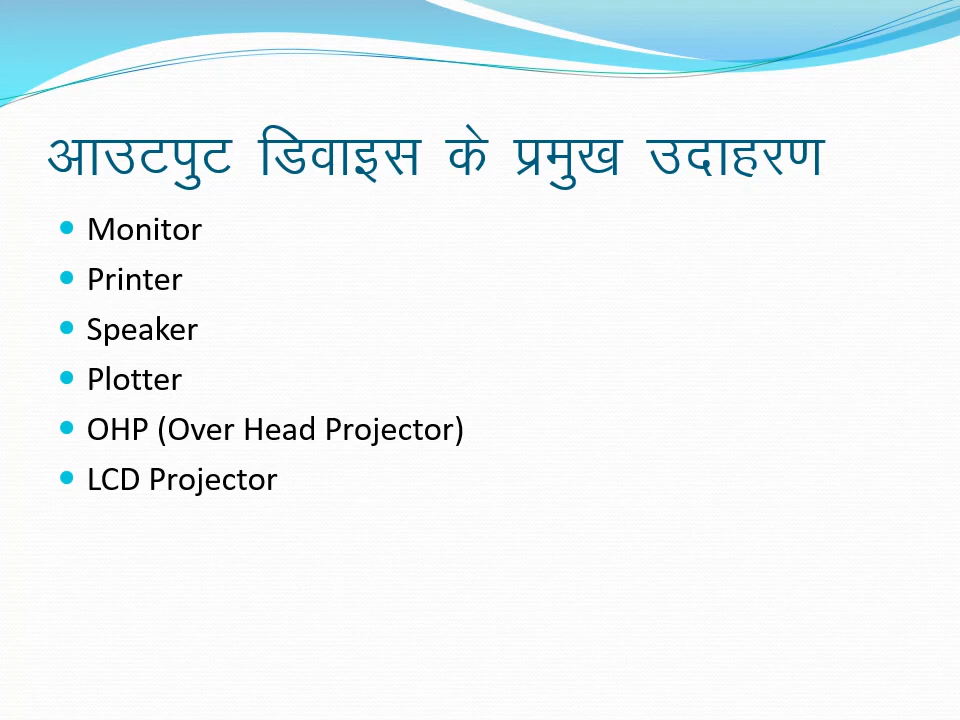 आउटपुट डिवाइस के प्रमुख उदाहरण
Monitor
Printer
Speaker
Plotter
OHP (Over Head Projector)
LCD Projector